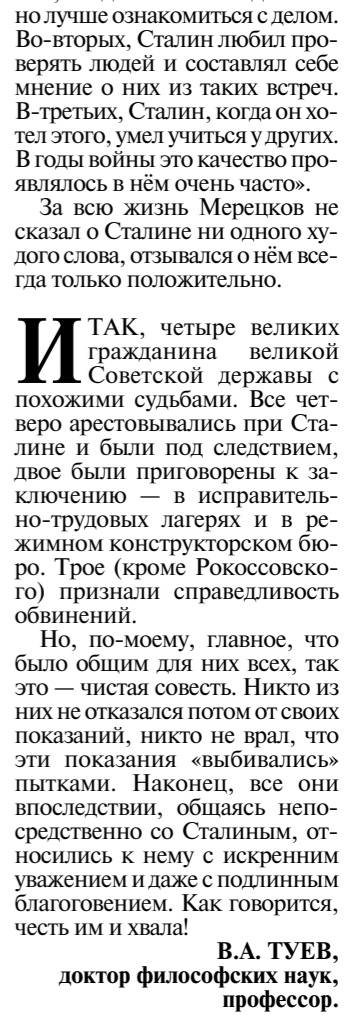 но лучше ознакомиться с делом.
Во-вторых, Сталин любил про-
верять людей и составлял себе
мнение о них из таких встреч.
В-третьих, Сталин, когда он хо-
тел этого, умел учиться у других.
В годы войны это качество про-
являлось в нём очень часто».
За всю жизнь Мерецков не
сказал о Сталине ни одного ху-
дого слова, отзывался о нём все-
гда только положительно.
ИТАК, четыре великих
гражданина великой
Советской державы с
похожими судьбами. Все чет-
веро арестовывались при Ста-
лине и были под следствием,
двое были приговорены к за-
ключению — в исправитель-
но-трудовых лагерях и в ре-
жимном конструкторском бю-
ро. Трое (кроме Рокоссовско-
го) признали справедливость
обвинений.
Но, по-моему, главное, что
было общим для них всех, так
это — чистая совесть. Никто из
них не отказался потом от своих
показаний, никто не врал, что
эти показания «выбивались»
пытками. Наконец, все они
впоследствии, общаясь непо-
средственно со Сталиным, от-
носились к нему с искренним
уважением и даже с подлинным
благоговением. Как говорится,
честь им и хвала!
В.А. ТУЕВ,
доктор философских наук,
профессор.